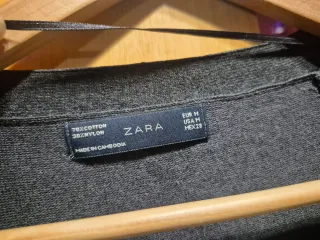 70%COTTON
30%NYLON
MADE IN CAMBODIA
ZARA
EUR M
USA M
MEX 28